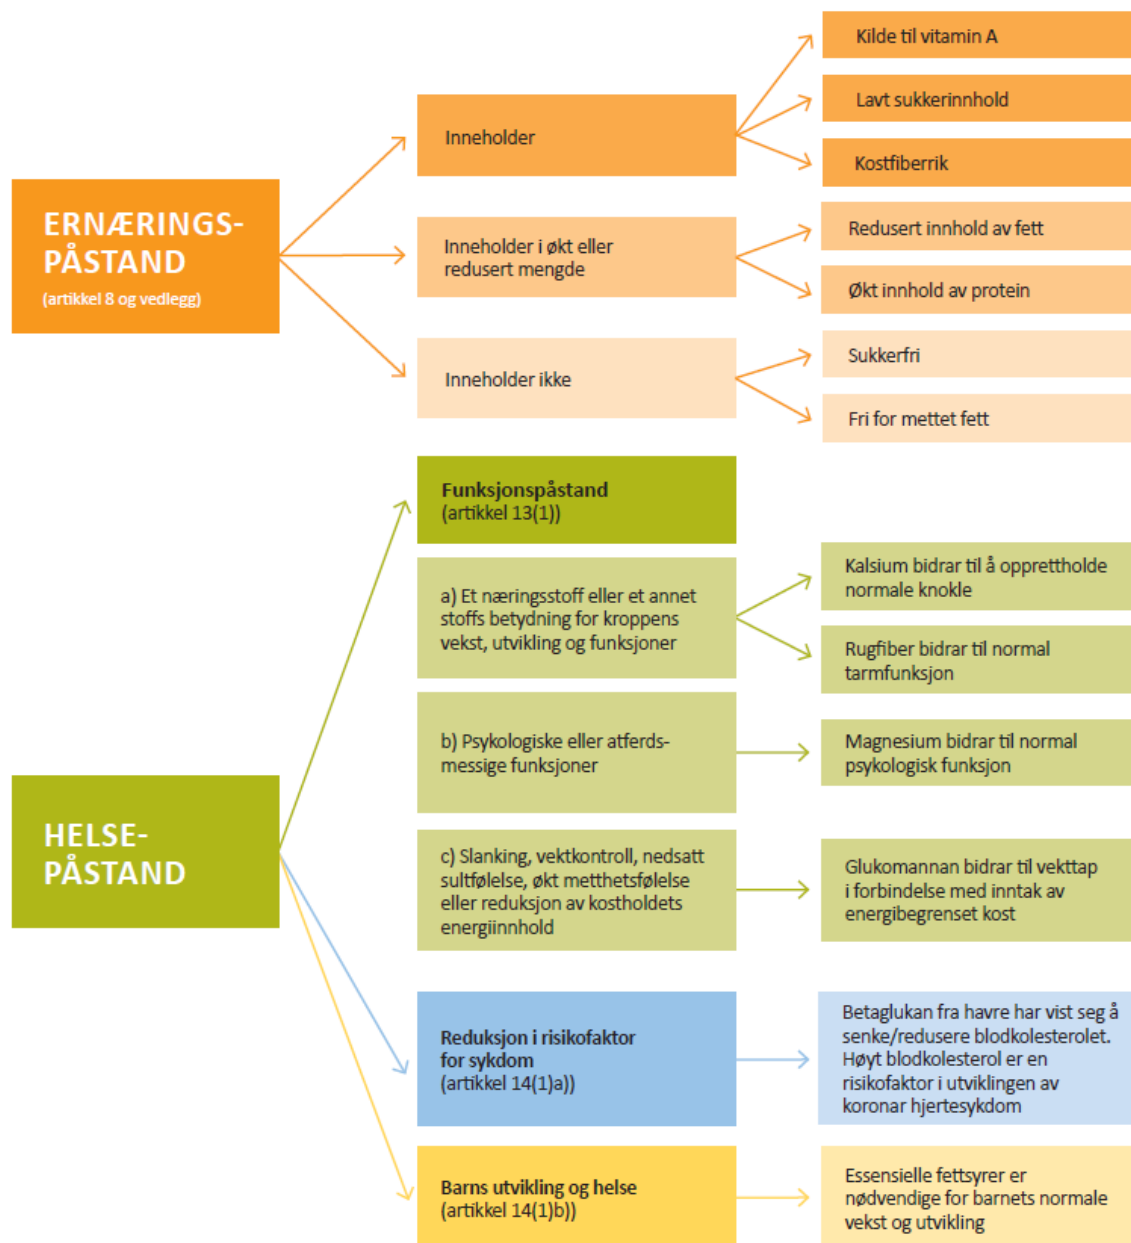 ERNÆRINGS-
PÅSTAND
(artikkel 8 og vedlegg)
Inneholder
Kilde til vitamin A
Lavt sukkerinnhold
Kostfiberrik
Inneholder i økt eller
redusert mengde
Redusert innhold av fett
Økt innhold av protein
Inneholder ikke
Sukkerfri
Fri for mettet fett
HELSE-
PÅSTAND
Funksjonspåstand
(artikkel 13(1))
a) Et næringsstoff eller et annet
stoffs betydning for kroppens
vekst, utvikling og funksjoner
Kalsium bidrar til å opprettholde
normale knokle
Rugfiber bidrar til normal
tarmfunksjon
b) Psykologiske eller atferds-
messige funksjoner
Magnesium bidrar til normal
psykologisk funksjon
c) Slanking, vektkontroll, nedsatt
sultfølelse, økt metthetsfølelse
eller reduksjon av kostholdets
energiinnhold
Glukomannan bidrar til vekttap
i forbindelse med inntak av
energibegrenset kost
Reduksjon i risikofaktor
for sykdom
(artikkel 14(1)a))
Betaglukan fra havre har vist seg å
senke/redusere blodkolesterolet.
Høyt blodkolesterol er en
risikofaktor i utviklingen av
koronar hjertesykdom
Barns utvikling og helse
(artikkel 14(1)b))
Essensielle fettsyrer er
nødvendige for barnets normale
vekst og utvikling